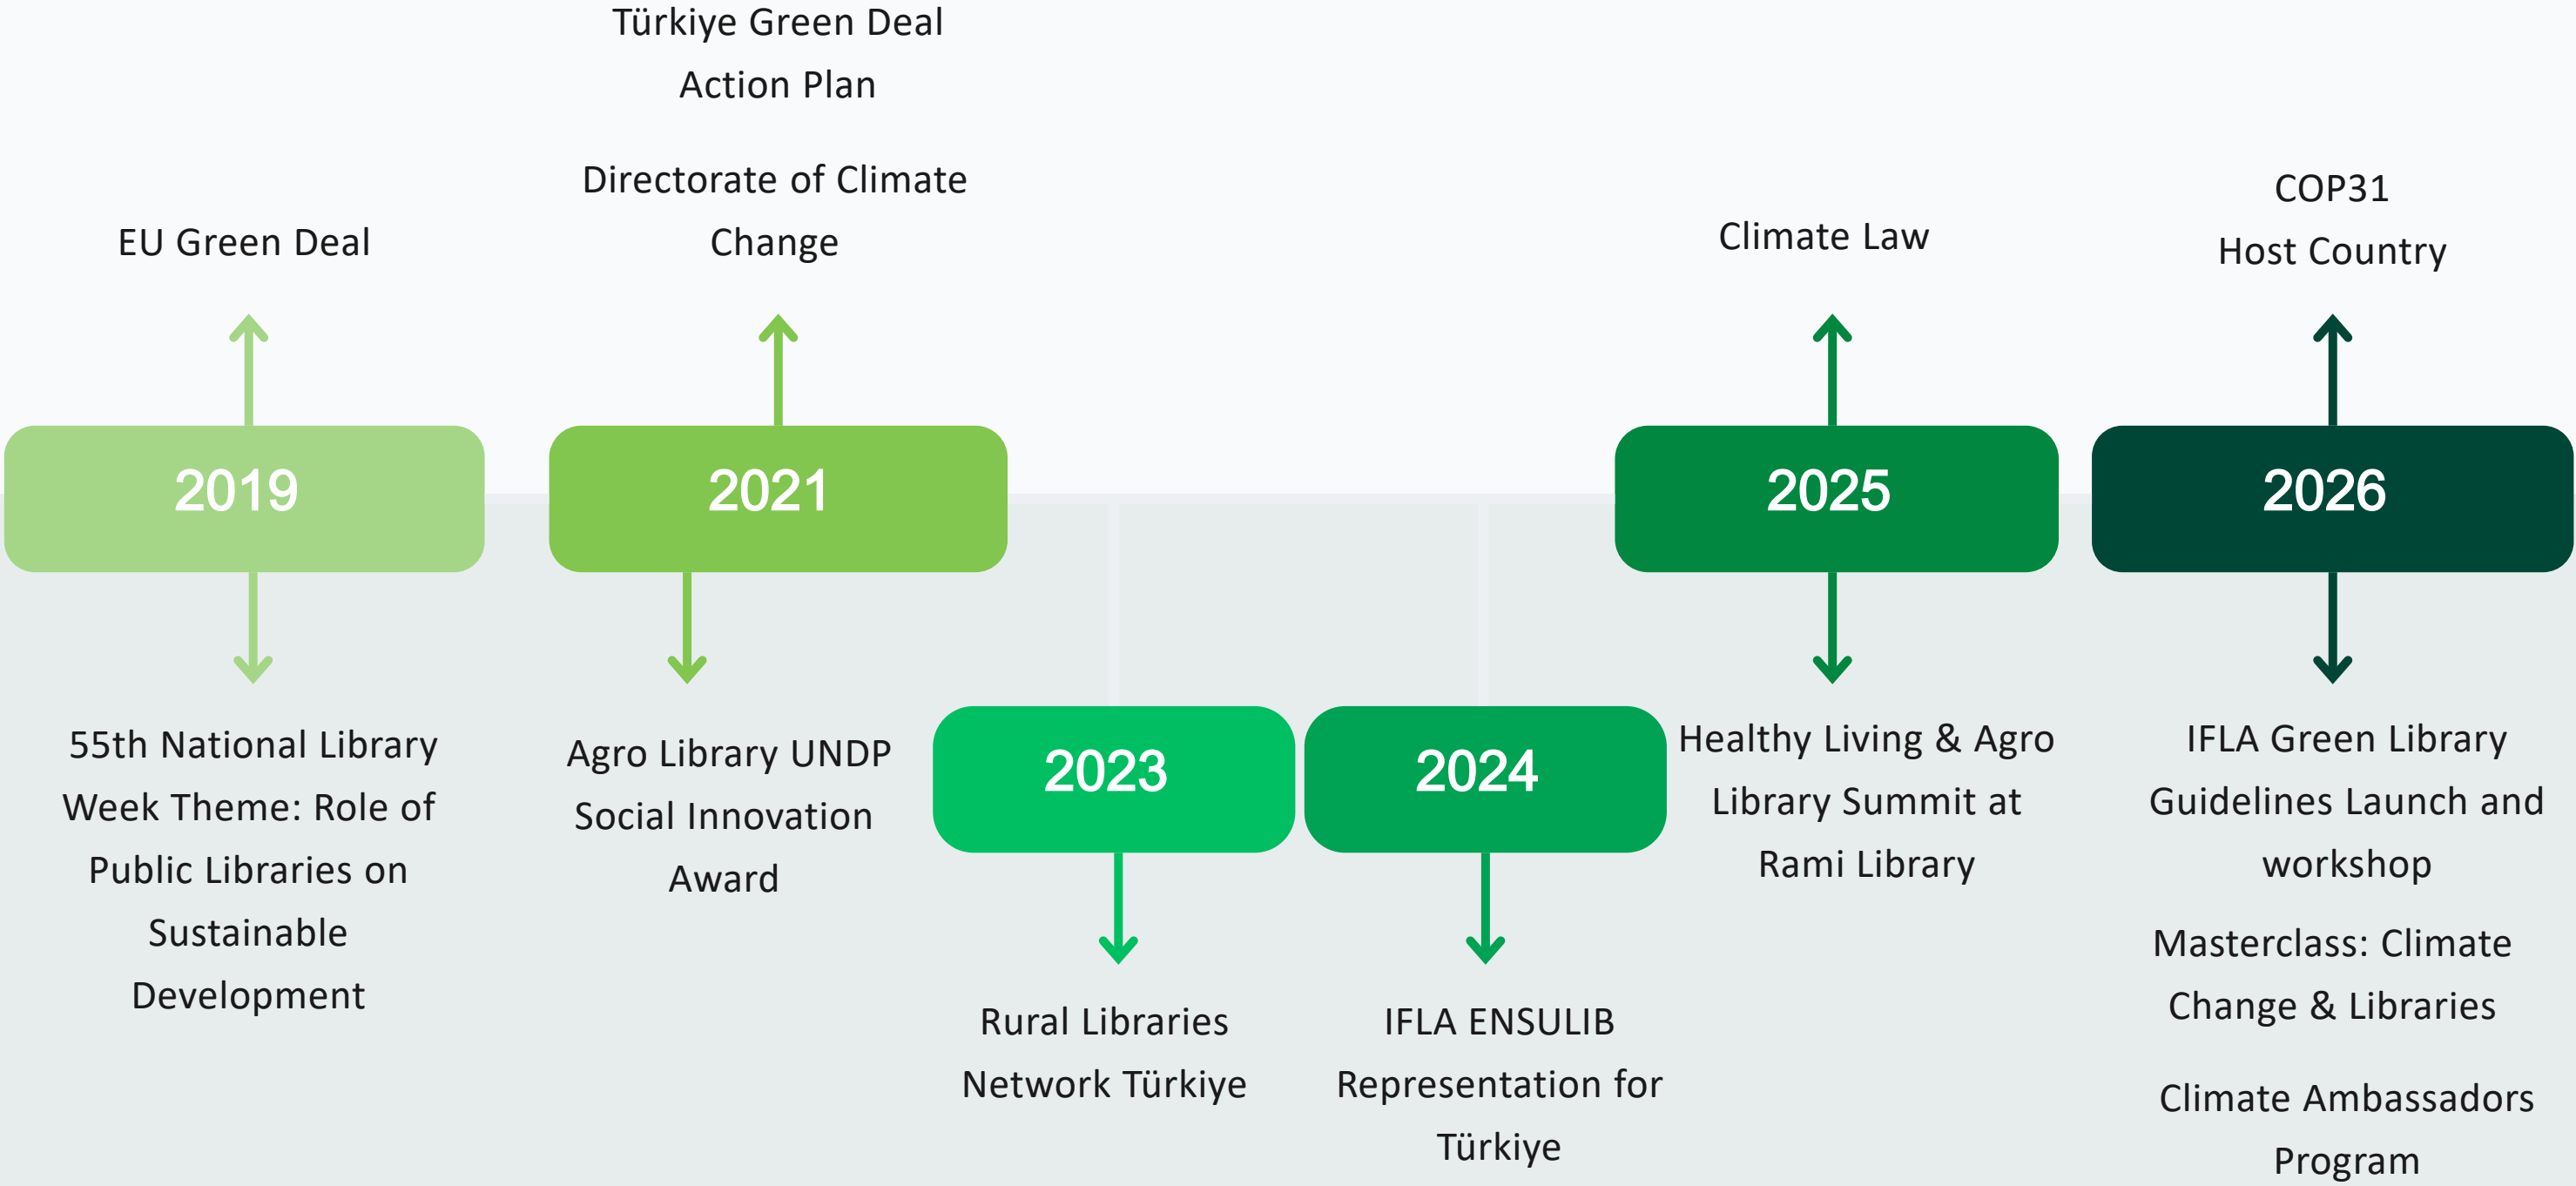 Türkiye Green Deal
Action Plan
Directorate of Climate
Change
EU Green Deal
Climate Law
COP31
Host Country
2019
2021
2025
2026
55th National Library
Week Theme: Role of
Public Libraries on
Sustainable
Development
Agro Library UNDP
Social Innovation
Award
2023
2024
Rural Libraries
Network Türkiye
IFLA ENSULIB
Representation for
Türkiye
Healthy Living & Agro
Library Summit at
Rami Library
IFLA Green Library
Guidelines Launch and
workshop
Masterclass: Climate
Change & Libraries
Climate Ambassadors
Program